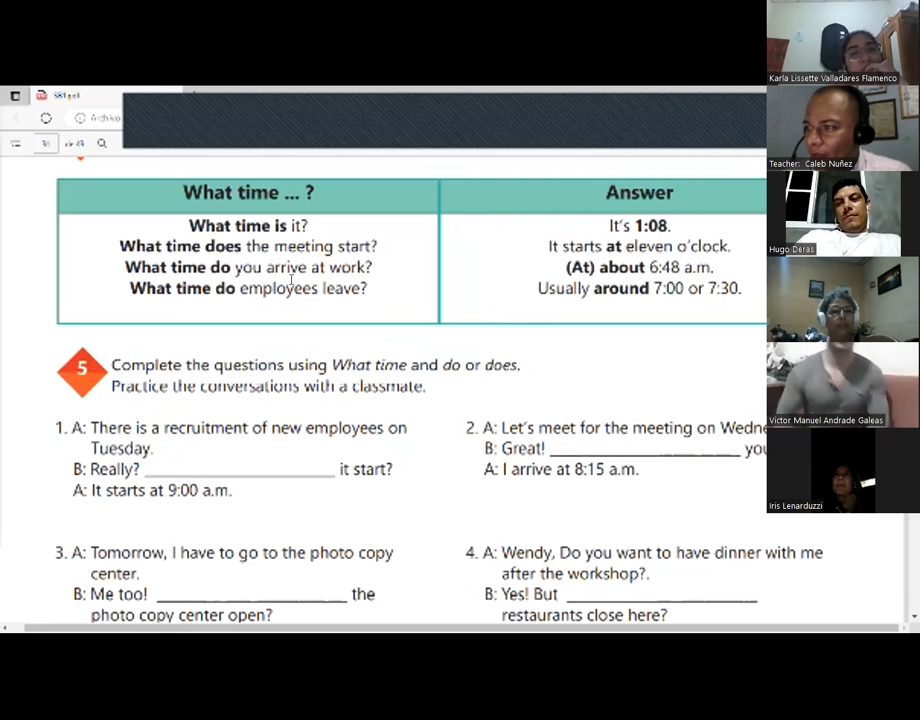 Archivo
What time ... ?
Answer
What time is it?
It's 1:08.
What time does the meeting start?
It starts at eleven o'clock.
What time do you arrive at work?
(At) about 6:48 a.m.
What time do employees leave?
Usually around 7:00 or 7:30.
5
Complete the questions using What time and do or does.
Practice the conversations with a classmate.
1. A: There is a recruitment of new employees on
Tuesday.
B: Really? ____________________ it start?
A: It starts at 9:00 a.m.
2. A: Let's meet for the meeting on Wedne
B: Great! ____________________ you
A: I arrive at 8:15 a.m.
3. A: Tomorrow, I have to go to the photo copy
center.
B: Me too! ____________________ the
photo copy center open?
4. A: Wendy, Do you want to have dinner with me
after the workshop?.
B: Yes! But ____________________
restaurants close here?
Karla Lissette Valladares Flamenco
Teacher: Caleb Nuñez
Hugo Deras
Victor Manuel Andrade Galeas
Iris Lenarduzzi